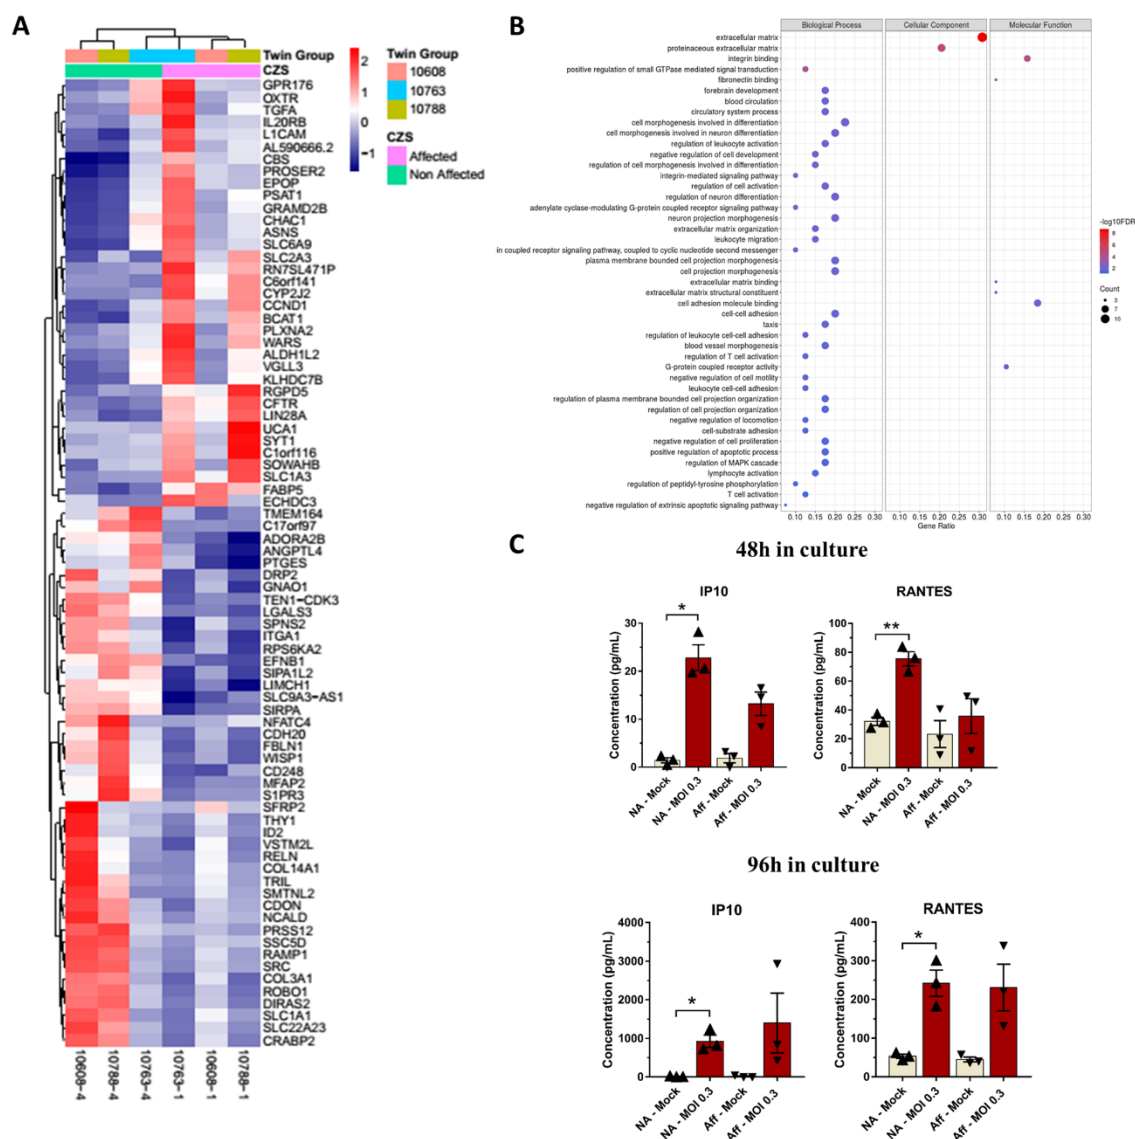 A
Twin Group
CZS
GPR176
OXTR
TGFA
IL20RB
L1CAM
AL590666.2
CBS
PROSER2
EPOP
PSAT1
GRAMD2B
CHAC1
ASNS
SLC6A9
SLC2A3
RN7SL471P
C6orf141
CYP2J2
CCND1
BCAT1
PLXNA2
WARS
ALDH1L2
VGLL3
KLHDC7B
RGPD5
CFTR
LIN28A
UCA1
SYT1
C1orf116
SOWAHB
SLC1A3
FABP5
ECHDC3
TMEM164
C17orf97
ADORA2B
ANGPTL4
PTGES
DRP2
GNAO1
TEN1-CDK3
LGALS3
SPNS2
ITGA1
RPS6KA2
EFNB1
SIPA1L2
LIMCH1
SLC9A3-AS1
SIRPA
NFATC4
CDH20
FBLN1
WISP1
CD248
MFAP2
S1PR3
SFRP2
THY1
ID2
VSTM2L
RELN
COL14A1
TRIL
SMTNL2
CDON
NCALD
PRSS12
SSC5D
RAMP1
SRC
COL3A1
ROBO1
DIRAS2
SLC1A1
SLC22A23
CRABP2
10608-4
10788-4
10763-4
10763-1
10608-1
10788-1
2
1
0
-1
Twin Group
10608
10763
10788
CZS
Affected
Non Affected
B
Biological Process
Cellular Component
Molecular Function
extracellular matrix
proteinaceous extracellular matrix
integrin binding
positive regulation of small GTPase mediated signal transduction
fibronectin binding
forebrain development
blood circulation
circulatory system process
cell morphogenesis involved in differentiation
cell morphogenesis involved in neuron differentiation
regulation of leukocyte activation
negative regulation of cell development
regulation of cell morphogenesis involved in differentiation
integrin-mediated signaling pathway
regulation of cell activation
regulation of neuron differentiation
adenylate cyclase-modulating G-protein coupled receptor signaling pathway
neuron projection morphogenesis
extracellular matrix organization
leukocyte migration
in coupled receptor signaling pathway, coupled to cyclic nucleotide second messenger
plasma membrane bounded cell projection morphogenesis
cell projection morphogenesis
extracellular matrix binding
extracellular matrix structural constituent
cell adhesion molecule binding
cell-cell adhesion
taxis
regulation of leukocyte cell-cell adhesion
blood vessel morphogenesis
regulation of T cell activation
G-protein coupled receptor activity
negative regulation of cell motility
leukocyte cell-cell adhesion
regulation of plasma membrane bounded cell projection organization
regulation of cell projection organization
negative regulation of locomotion
cell-substrate adhesion
negative regulation of cell proliferation
positive regulation of apoptotic process
regulation of MAPK cascade
lymphocyte activation
regulation of peptidyl-tyrosine phosphorylation
T cell activation
negative regulation of extrinsic apoptotic signaling pathway
0.10 0.15 0.20 0.25 0.30 0.10 0.15 0.20 0.25 0.30 0.10 0.15 0.20 0.25 0.30
Gene Ratio
-log10FDR
8
6
4
2
Count
3
7
10
C
48h in culture
IP10
Concentration (pg/mL)
30
20
10
0
*
NA - Mock
NA - MOI 0.3
Aff - Mock
Aff - MOI 0.3
RANTES
Concentration (pg/mL)
100
80
60
40
20
0
**
NA - Mock
NA - MOI 0.3
Aff - Mock
Aff - MOI 0.3
96h in culture
IP10
Concentration (pg/mL)
4000
3000
2000
1000
0
*
NA - Mock
NA - MOI 0.3
Aff - Mock
Aff - MOI 0.3
RANTES
Concentration (pg/mL)
400
300
200
100
0
*
NA - Mock
NA - MOI 0.3
Aff - Mock
Aff - MOI 0.3